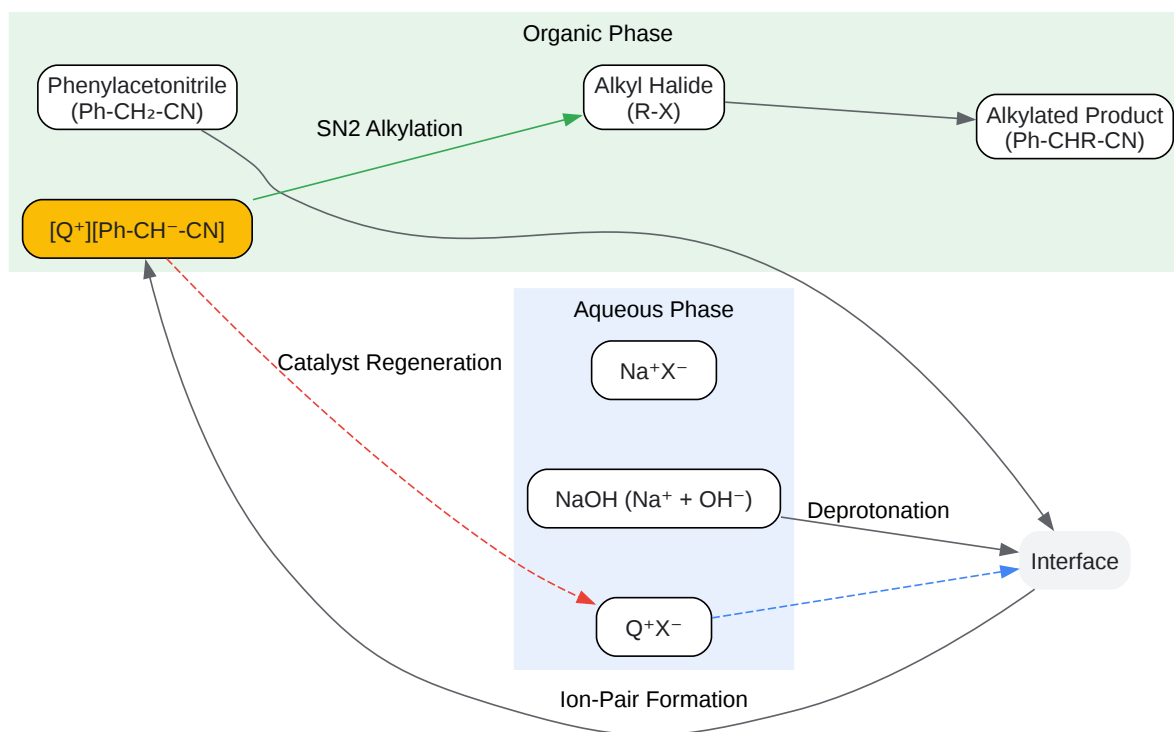 Organic Phase
Phenylacetonitrile
(Ph-CH₂-CN)
Alkyl Halide
(R-X)
Alkylated Product
(Ph-CHR-CN)
SN2 Alkylation
[Q⁺][Ph-CH⁻-CN]
Aqueous Phase
Catalyst Regeneration
Na⁺X⁻
NaOH (Na⁺ + OH⁻)
Deprotonation
Interface
Q⁺X⁻
Ion-Pair Formation